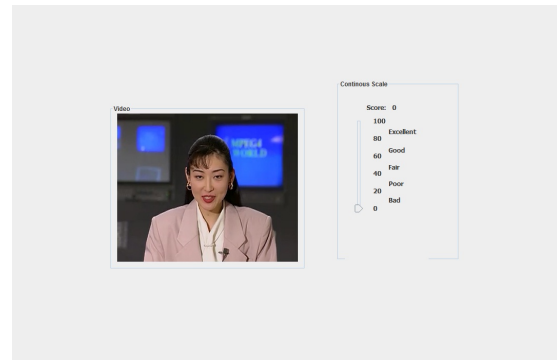 Video
MPEG4
WORLD
Continous Scale
Score: 0
100
Excellent
80
Good
60
Fair
40
Poor
20
Bad
0